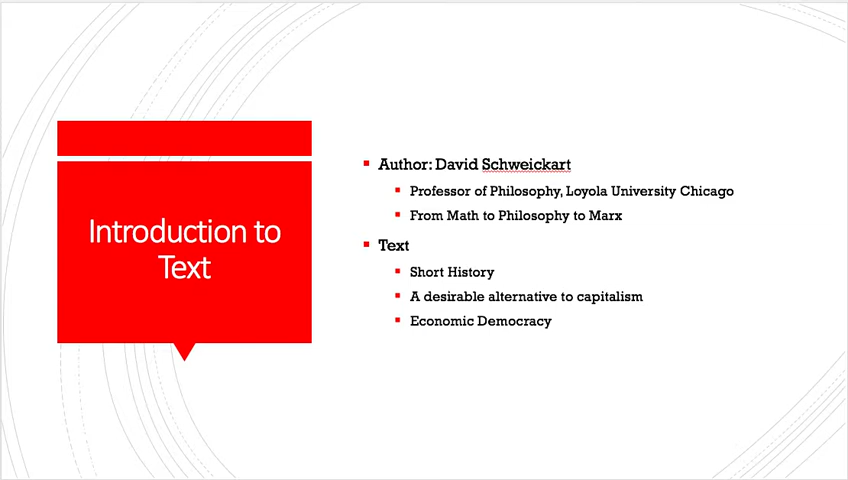 Introduction to
Text
Author: David Schweickart
Professor of Philosophy, Loyola University Chicago
From Math to Philosophy to Marx
Text
Short History
A desirable alternative to capitalism
Economic Democracy